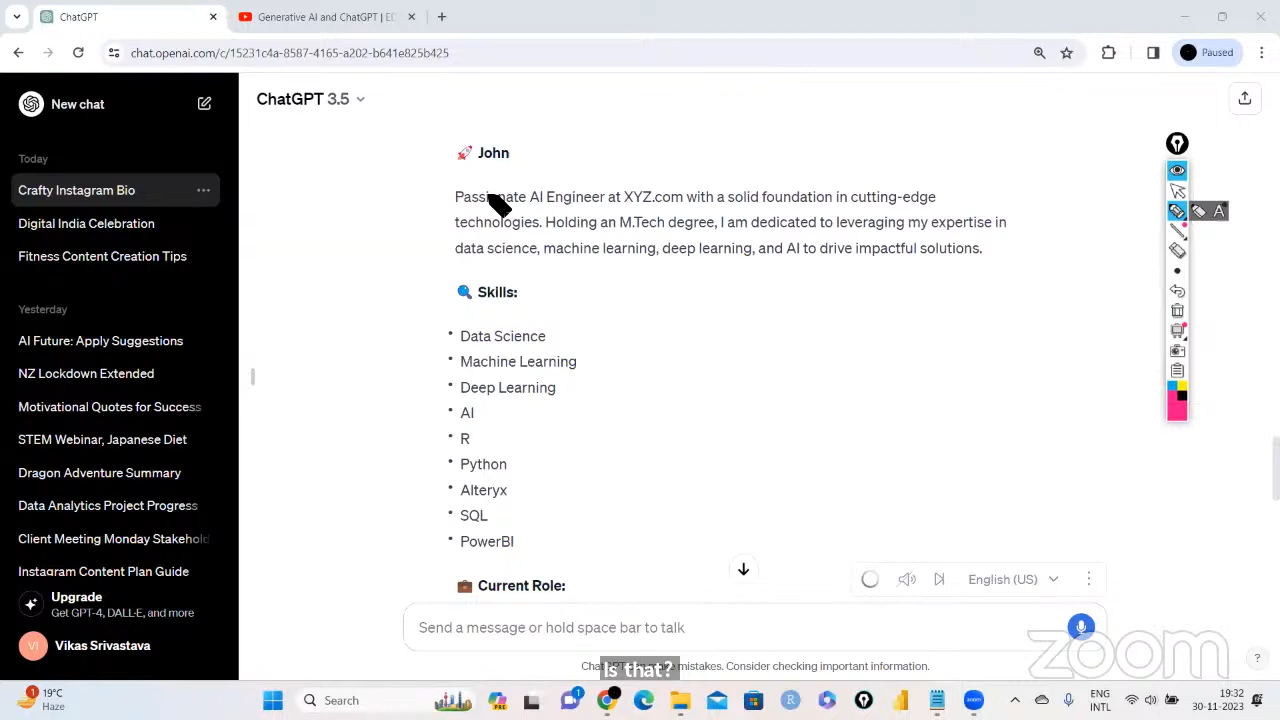 ChatGPT
Generative AI and ChatGPT | ED
chat.openai.com/c/15231c4a-8587-4165-a202-b641e825b425
Paused
New chat
ChatGPT 3.5
Today
Crafty Instagram Bio
Digital India Celebration
Fitness Content Creation Tips
Yesterday
AI Future: Apply Suggestions
NZ Lockdown Extended
Motivational Quotes for Success
STEM Webinar, Japanese Diet
Dragon Adventure Summary
Data Analytics Project Progress
Client Meeting Monday Stakehold
Instagram Content Plan Guide
Upgrade
Get GPT-4, DALL·E, and more
VI
Vikas Srivastava
🚀 John
Passionate AI Engineer at XYZ.com with a solid foundation in cutting-edge
technologies. Holding an M.Tech degree, I am dedicated to leveraging my expertise in
data science, machine learning, deep learning, and AI to drive impactful solutions.
🔍 Skills:
• Data Science
• Machine Learning
• Deep Learning
• AI
• R
• Python
• Alteryx
• SQL
• PowerBI
💼 Current Role:
English (US)
Send a message or hold space bar to talk
mistakes. Consider checking important information.
Is that?
zoom
?
A
1
19°C
Haze
Search
PRE
1
R
zoom
ENG
INTL
19:32
30-11-2023